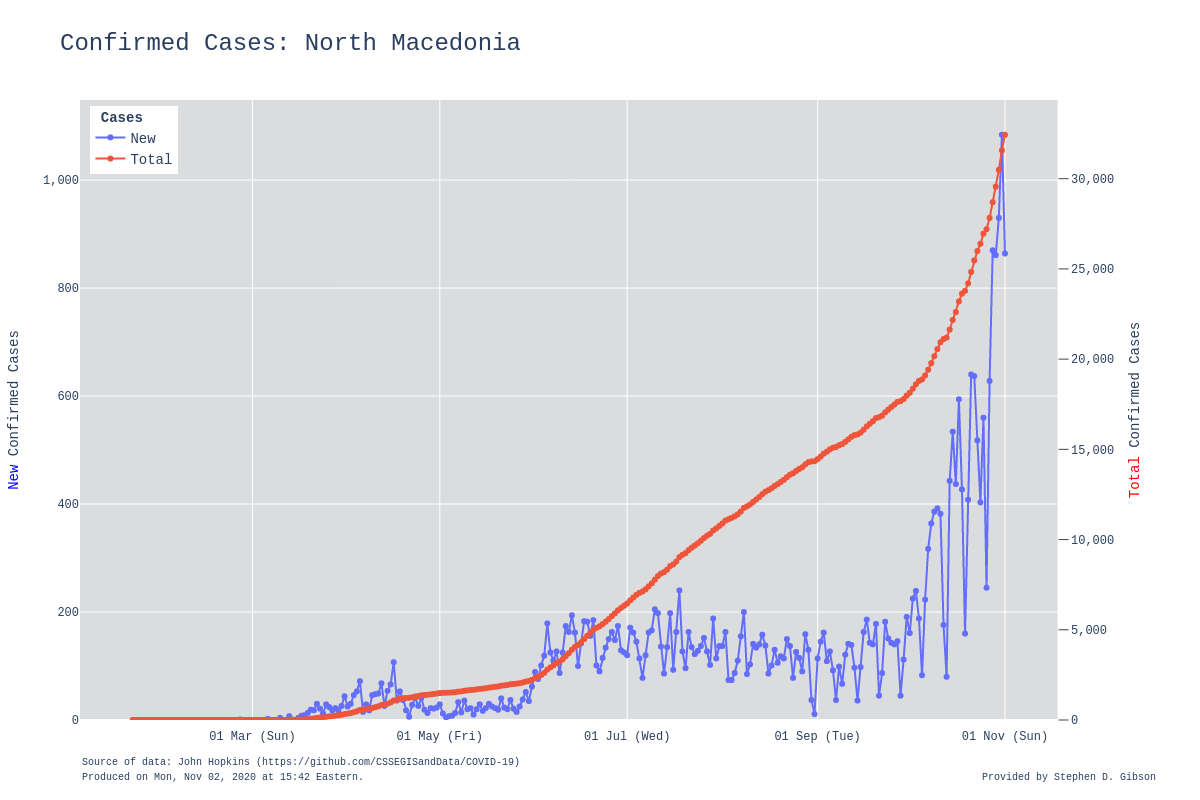 Confirmed Cases: North Macedonia
Cases
New
Total
1,000
800
600
400
200
0
30,000
25,000
20,000
15,000
10,000
5,000
0
New Confirmed Cases
Total Confirmed Cases
01 Mar (Sun) 01 May (Fri) 01 Jul (Wed) 01 Sep (Tue) 01 Nov (Sun)
Source of data: John Hopkins (https://github.com/CSSEGISandData/COVID-19)
Produced on Mon, Nov 02, 2020 at 15:42 Eastern.
Provided by Stephen D. Gibson